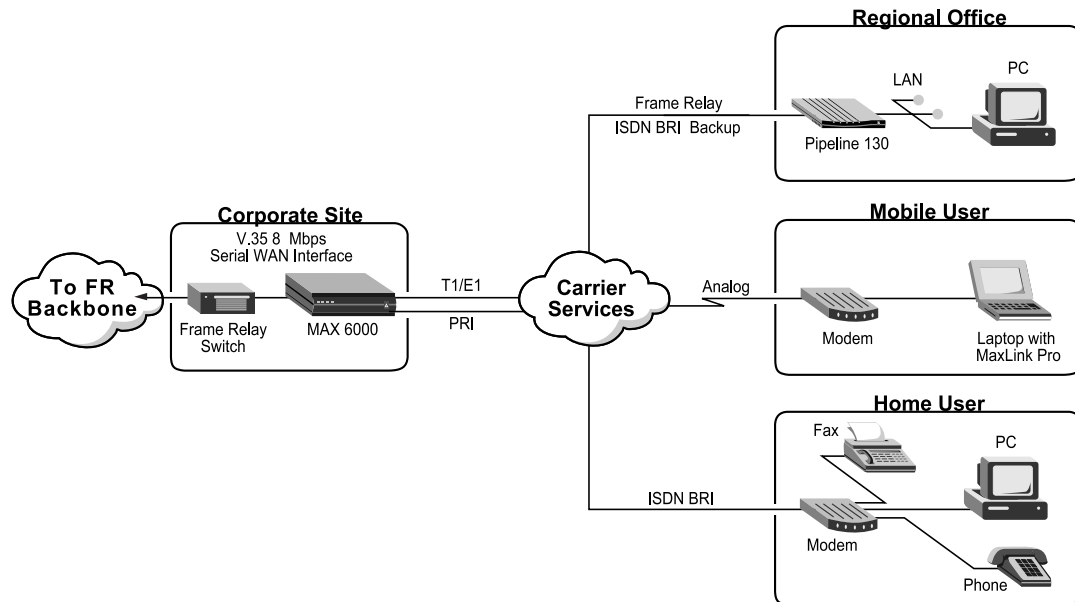 Regional Office
PC
LAN
Frame Relay
ISDN BRI Backup
Pipeline 130
Corporate Site
V.35 8 Mbps
Serial WAN Interface
To FR
Backbone
Frame Relay
Switch
MAX 6000
T1/E1
PRI
Carrier
Services
Mobile User
Analog
Modem
Laptop with
MaxLink Pro
Home User
Fax
PC
ISDN BRI
Modem
Phone